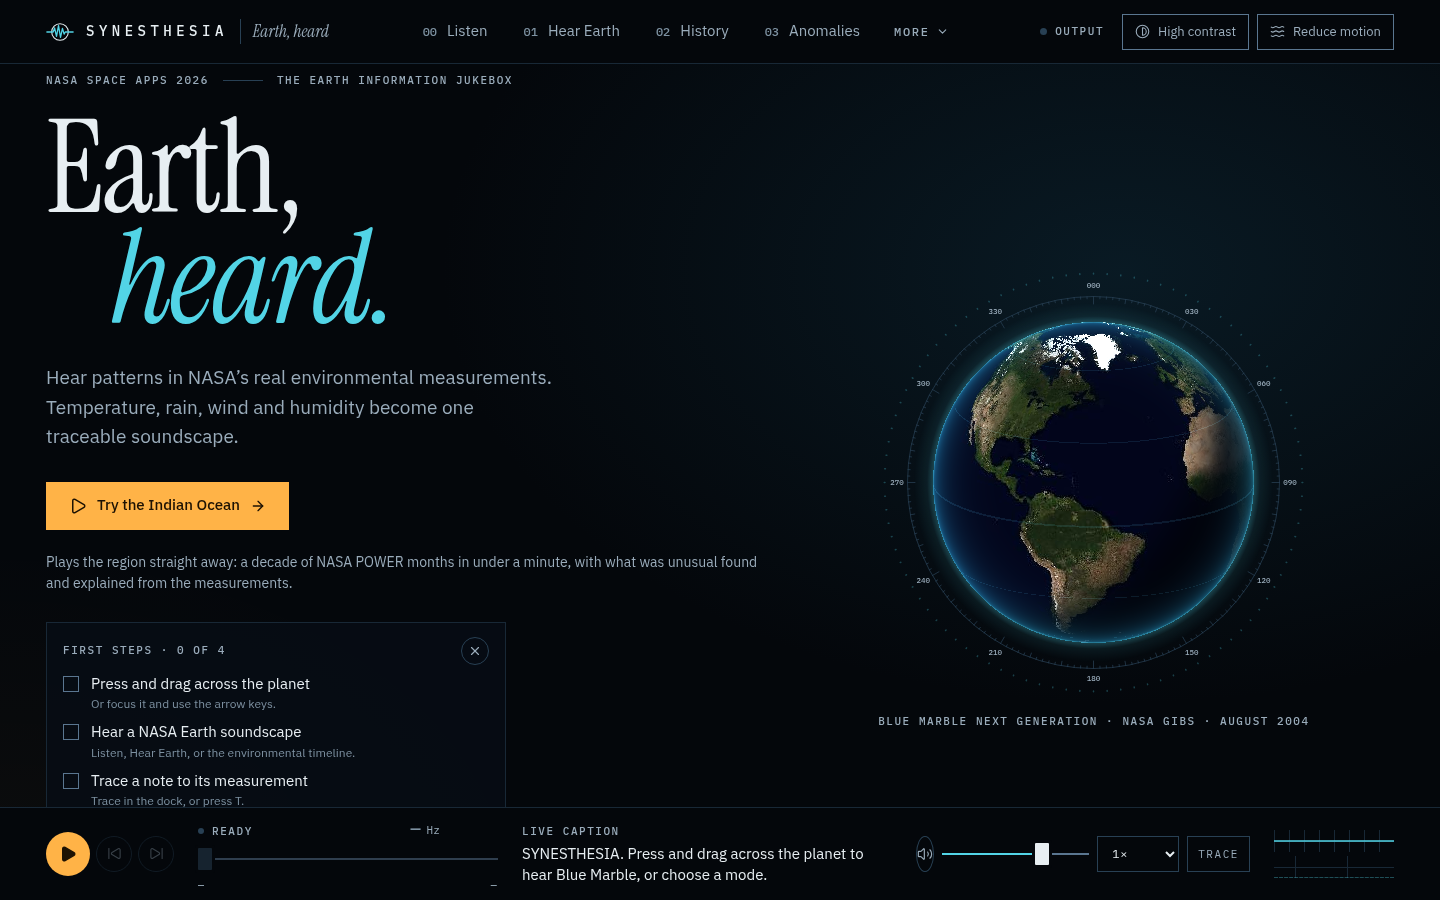 SYNESTHESIA
Earth, heard
00 Listen
01 Hear Earth
02 History
03 Anomalies
MORE
OUTPUT
High contrast
Reduce motion
NASA SPACE APPS 2026
THE EARTH INFORMATION JUKEBOX
Earth,
heard.
Hear patterns in NASA’s real environmental measurements.
Temperature, rain, wind and humidity become one
traceable soundscape.
Try the Indian Ocean
Plays the region straight away: a decade of NASA POWER months in under a minute, with what was unusual found
and explained from the measurements.
FIRST STEPS · 0 OF 4
Press and drag across the planet
Or focus it and use the arrow keys.
Hear a NASA Earth soundscape
Listen, Hear Earth, or the environmental timeline.
Trace a note to its measurement
Trace in the dock, or press T.
000
030
060
090
120
150
180
210
240
270
300
330
BLUE MARBLE NEXT GENERATION · NASA GIBS · AUGUST 2004
READY
— Hz
–
–
LIVE CAPTION
SYNESTHESIA. Press and drag across the planet to
hear Blue Marble, or choose a mode.
1×
TRACE